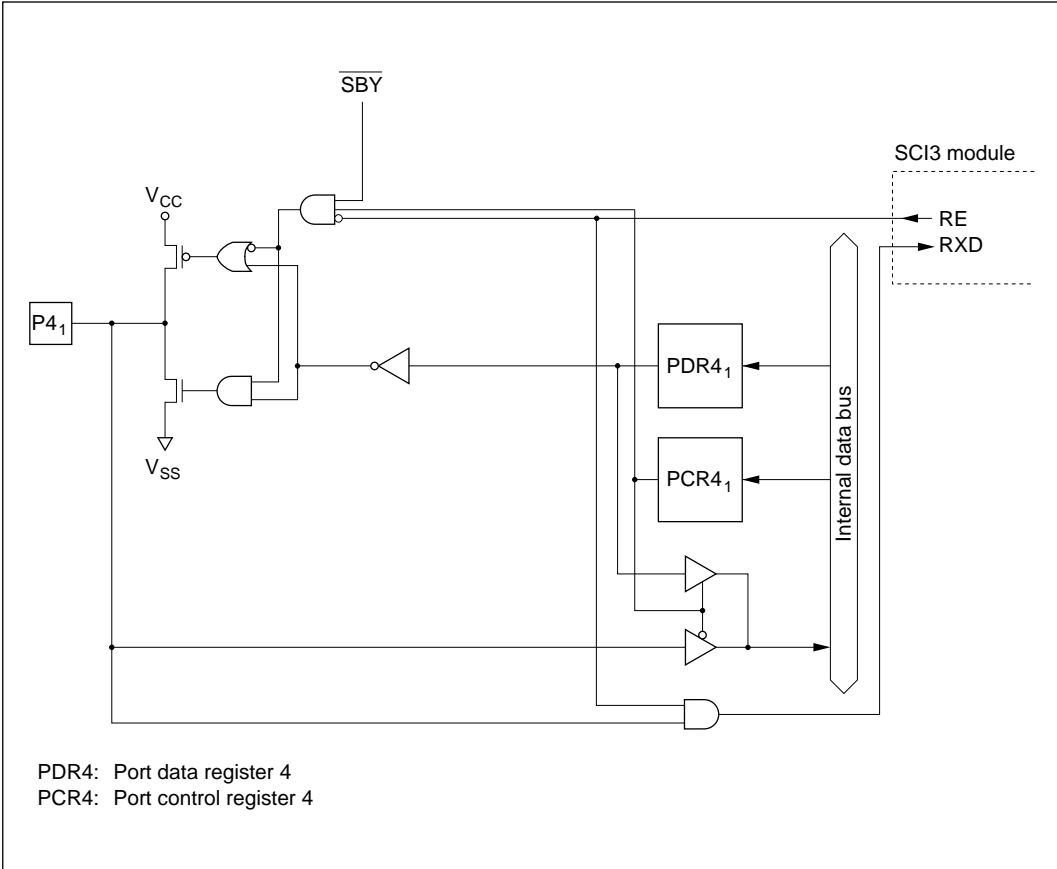 S̅B̅Y̅
SCI3 module
VCC
RE
RXD
P41
PDR41
PCR41
Internal data bus
VSS
PDR4: Port data register 4
PCR4: Port control register 4